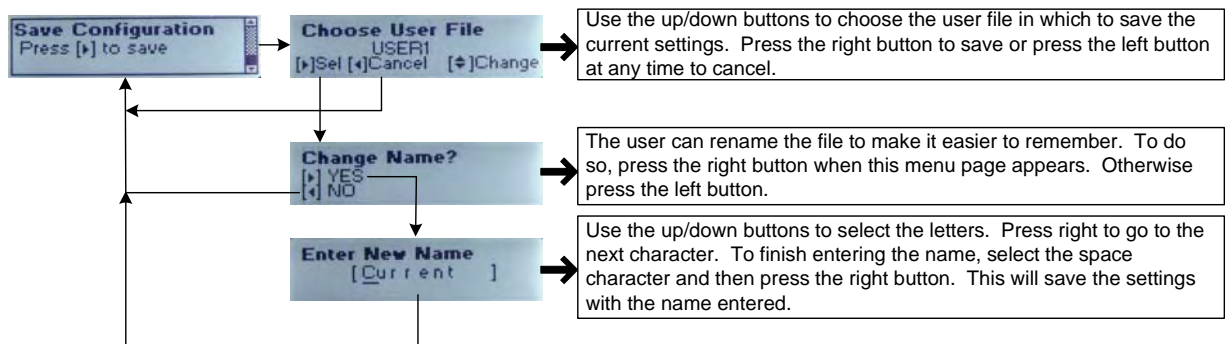 Save Configuration
Press [▸] to save
Choose User File
USER1
[▸]Sel [◂]Cancel [♦]Change
Use the up/down buttons to choose the user file in which to save the
current settings. Press the right button to save or press the left button
at any time to cancel.
Change Name?
[▸] YES
[◂] NO
The user can rename the file to make it easier to remember. To do
so, press the right button when this menu page appears. Otherwise
press the left button.
Enter New Name
[Current ]
Use the up/down buttons to select the letters. Press right to go to the
next character. To finish entering the name, select the space
character and then press the right button. This will save the settings
with the name entered.